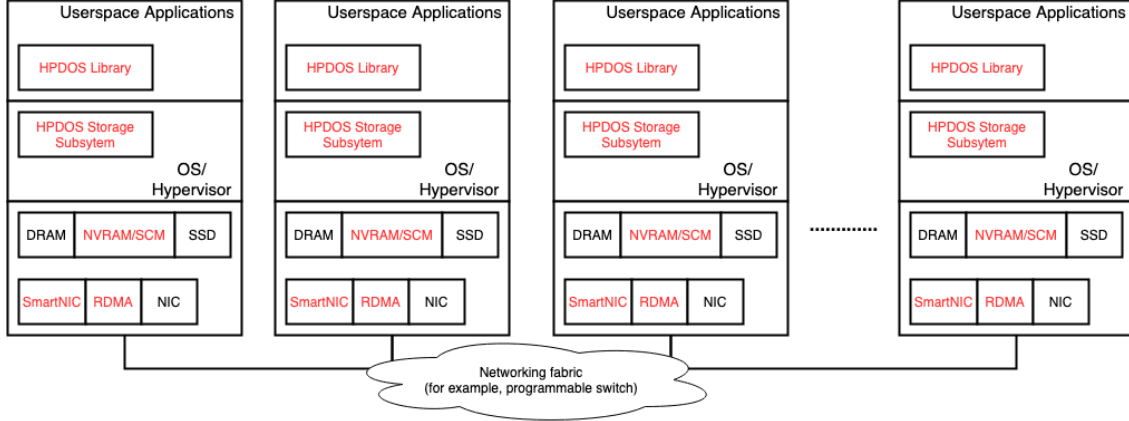 Userspace Applications
HPDOS Library
HPDOS Storage
Subsytem
OS/
Hypervisor
DRAM NVRAM/SCM SSD
SmartNIC RDMA NIC
Userspace Applications
HPDOS Library
HPDOS Storage
Subsytem
OS/
Hypervisor
DRAM NVRAM/SCM SSD
SmartNIC RDMA NIC
Userspace Applications
HPDOS Library
HPDOS Storage
Subsytem
OS/
Hypervisor
DRAM NVRAM/SCM SSD
SmartNIC RDMA NIC
Userspace Applications
HPDOS Library
HPDOS Storage
Subsytem
OS/
Hypervisor
DRAM NVRAM/SCM SSD
SmartNIC RDMA NIC
Networking fabric
(for example, programmable switch)